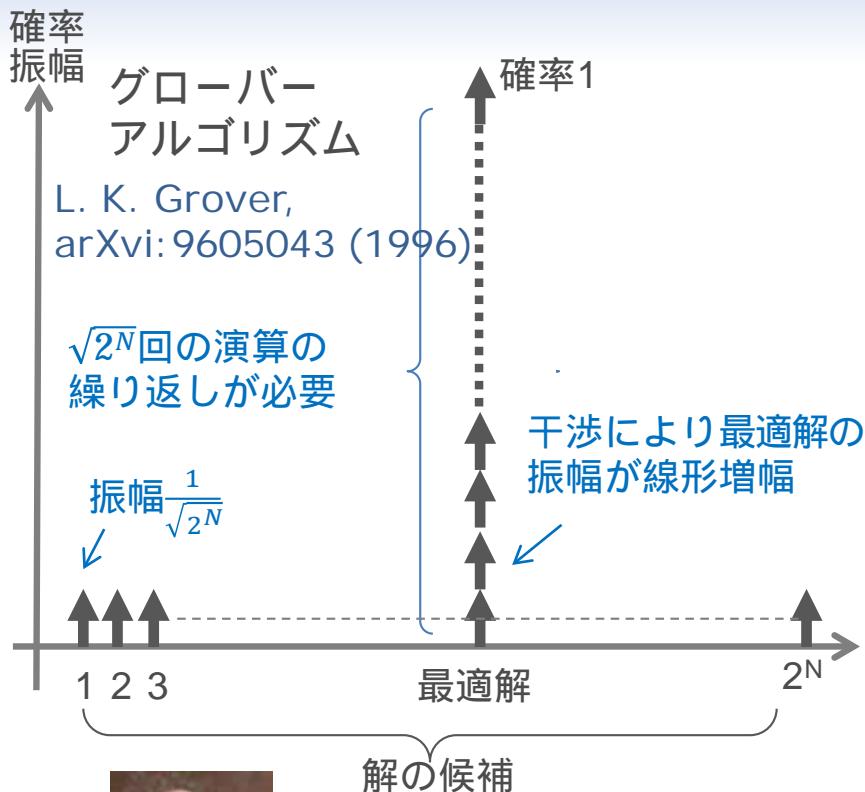 確率
振幅
グローバー
アルゴリズム
L. K. Grover,
arXvi:9605043 (1996)
確率1
√2^N回の演算の
繰り返しが必要
干渉により最適解の
振幅が線形増幅
振幅 1/√2^N
1 2 3 最適解 2^N
解の候補